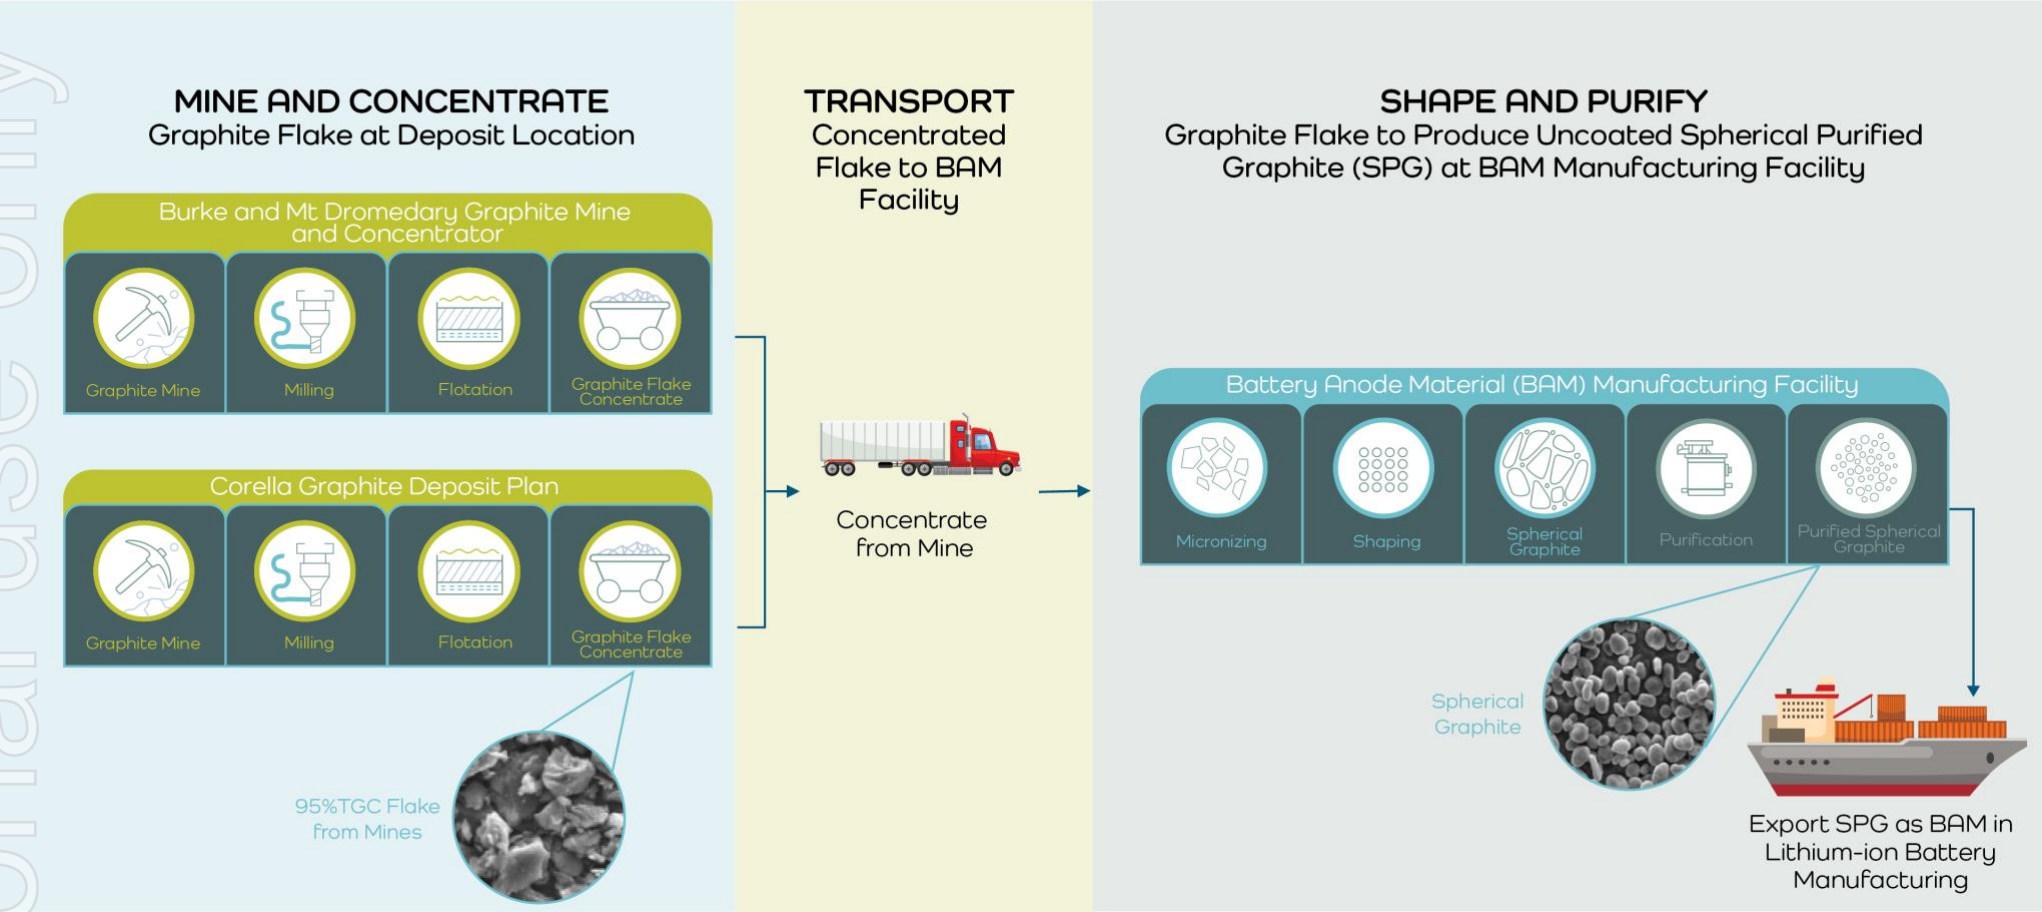 MINE AND CONCENTRATE
Graphite Flake at Deposit Location
Burke and Mt Dromedary Graphite Mine
and Concentrator
Graphite Mine
Milling
Flotation
Graphite Flake
Concentrate
Corella Graphite Deposit Plan
Graphite Mine
Milling
Flotation
Graphite Flake
Concentrate
95%TGC Flake
from Mines
TRANSPORT
Concentrated
Flake to BAM
Facility
Concentrate
from Mine
SHAPE AND PURIFY
Graphite Flake to Produce Uncoated Spherical Purified
Graphite (SPG) at BAM Manufacturing Facility
Battery Anode Material (BAM) Manufacturing Facility
Micronizing
Shaping
Spherical
Graphite
Purification
Purified Spherical
Graphite
Spherical
Graphite
Export SPG as BAM in
Lithium-ion Battery
Manufacturing
use only